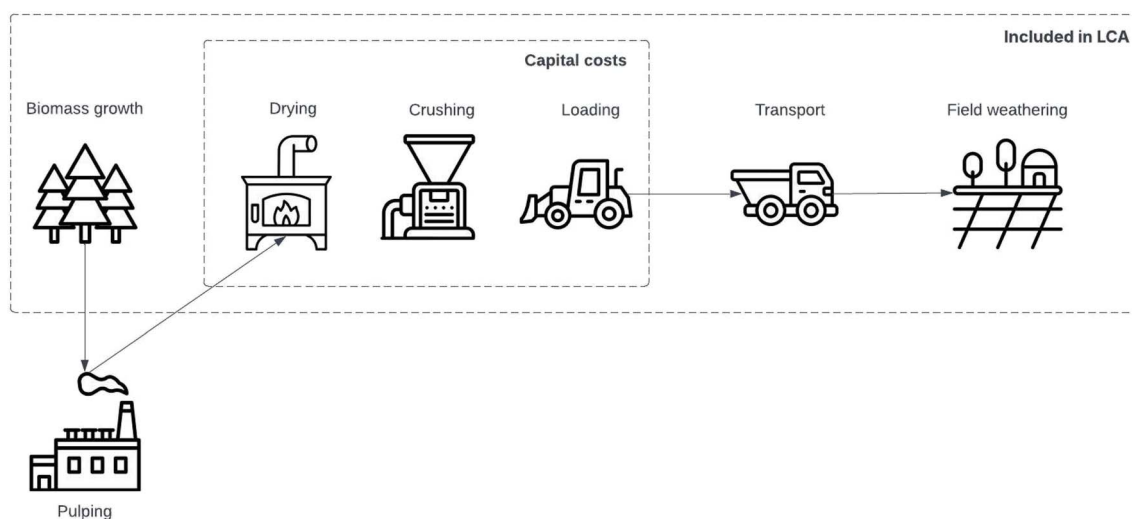 Included in LCA
Capital costs
Biomass growth
Drying
Crushing
Loading
Transport
Field weathering
Pulping